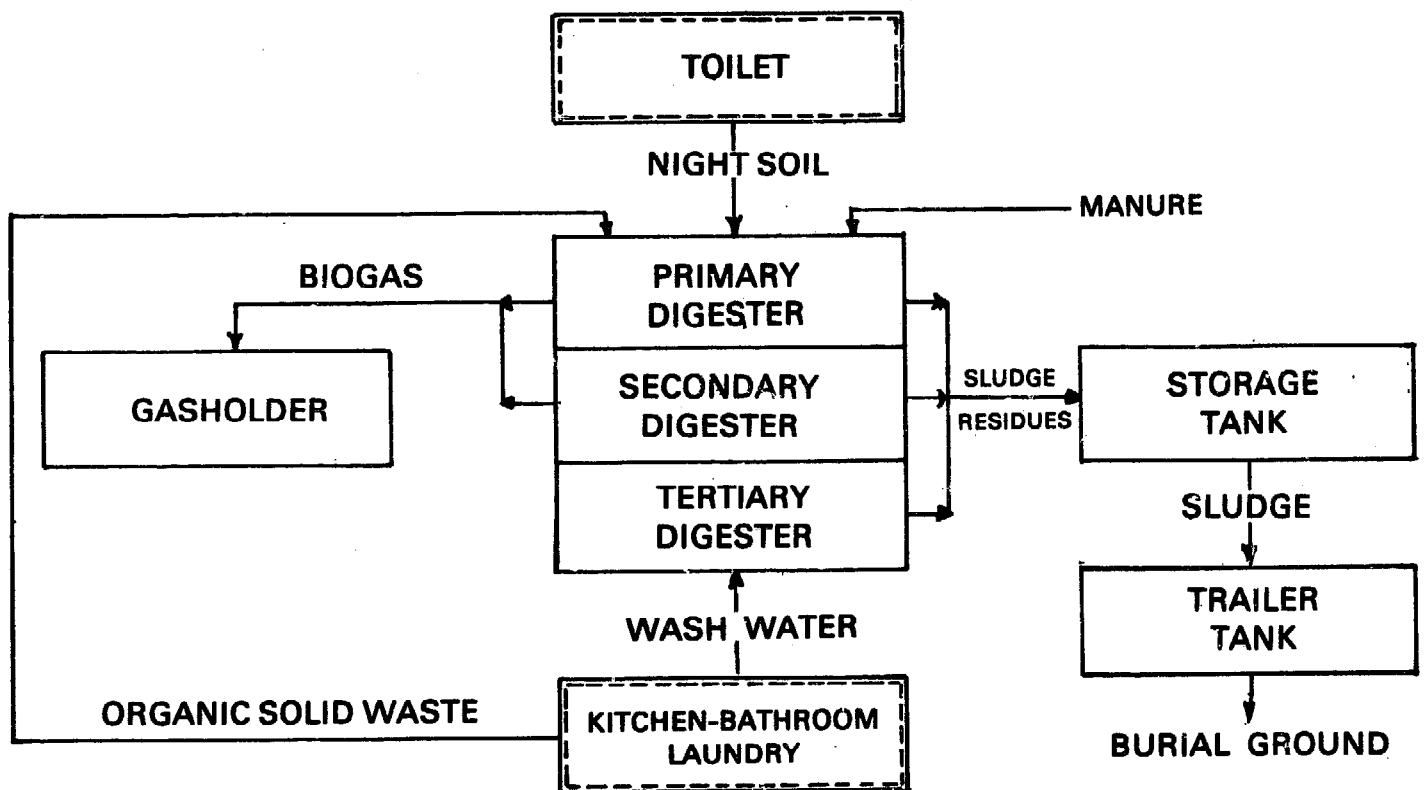 TOILET
NIGHT SOIL
MANURE
BIOGAS
PRIMARY
DIGESTER
GASHOLDER
SECONDARY
DIGESTER
SLUDGE
RESIDUES
STORAGE
TANK
TERTIARY
DIGESTER
SLUDGE
TRAILER
TANK
WASH WATER
ORGANIC SOLID WASTE
KITCHEN-BATHROOM
LAUNDRY
BURIAL GROUND